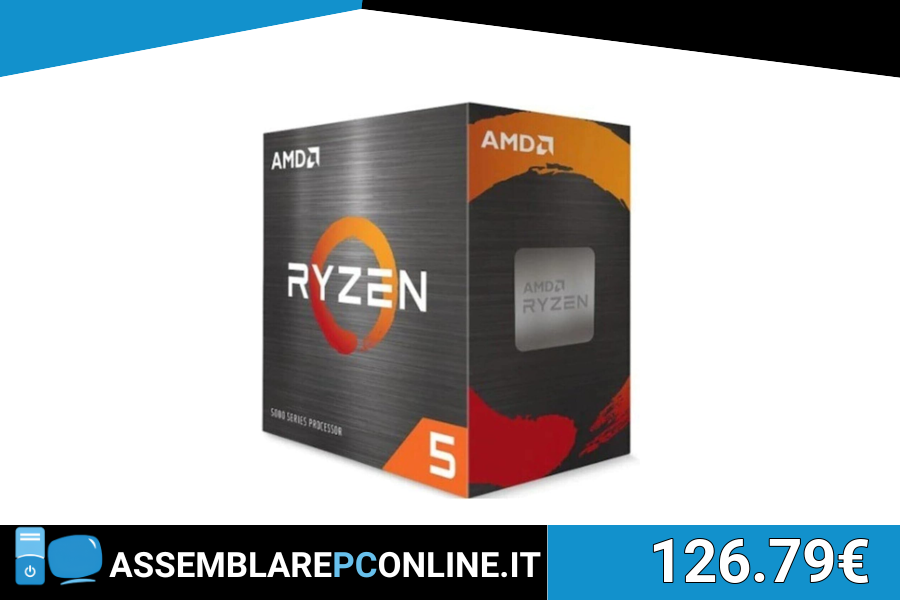 AMD
RYZEN
5000 SERIES PROCESSOR
5
AMD
AMD
RYZEN
ASSEMBLAREPCONLINE.IT
126.79€